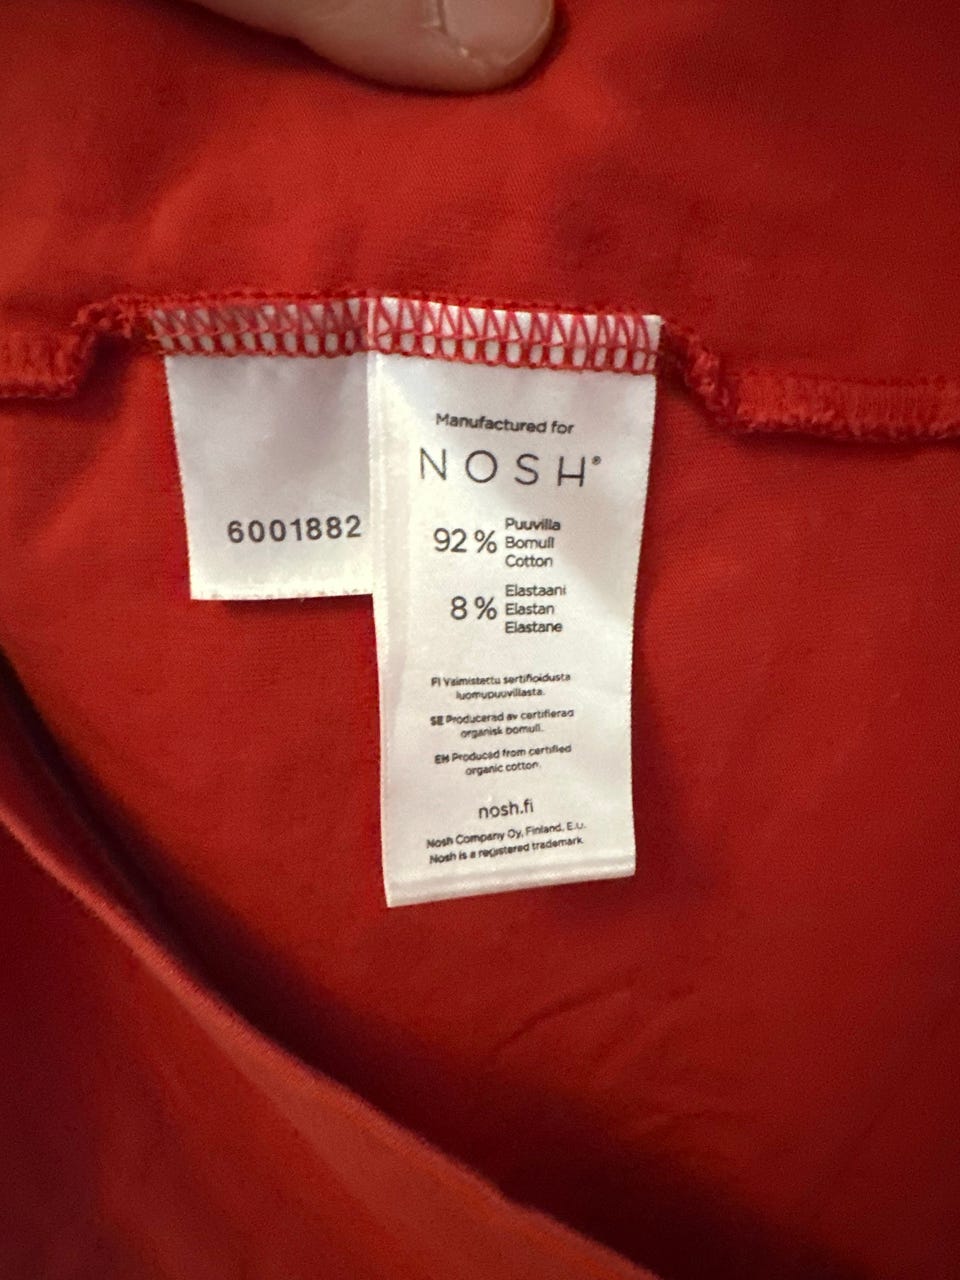 6001882
Manufactured for
NOSH®
92% Puuvilla
Bomull
Cotton
8% Elastaani
Elastan
Elastane
FI Valmistettu sertifioidusta
luomupuuvillasta.
SE Producerad av certifierad
organisk bomull.
EN Produced from certified
organic cotton.
nosh.fi
Nosh Company Oy, Finland, E.U.
Nosh is a registered trademark.